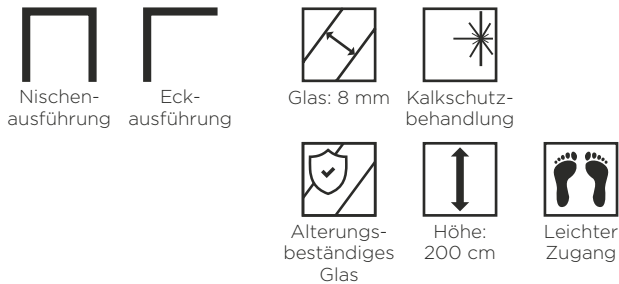 Nischen-
ausführung
Eck-
ausführung
Glas: 8 mm
Kalkschutz-
behandlung
Alterungs-
beständiges
Glas
Höhe:
200 cm
Leichter
Zugang